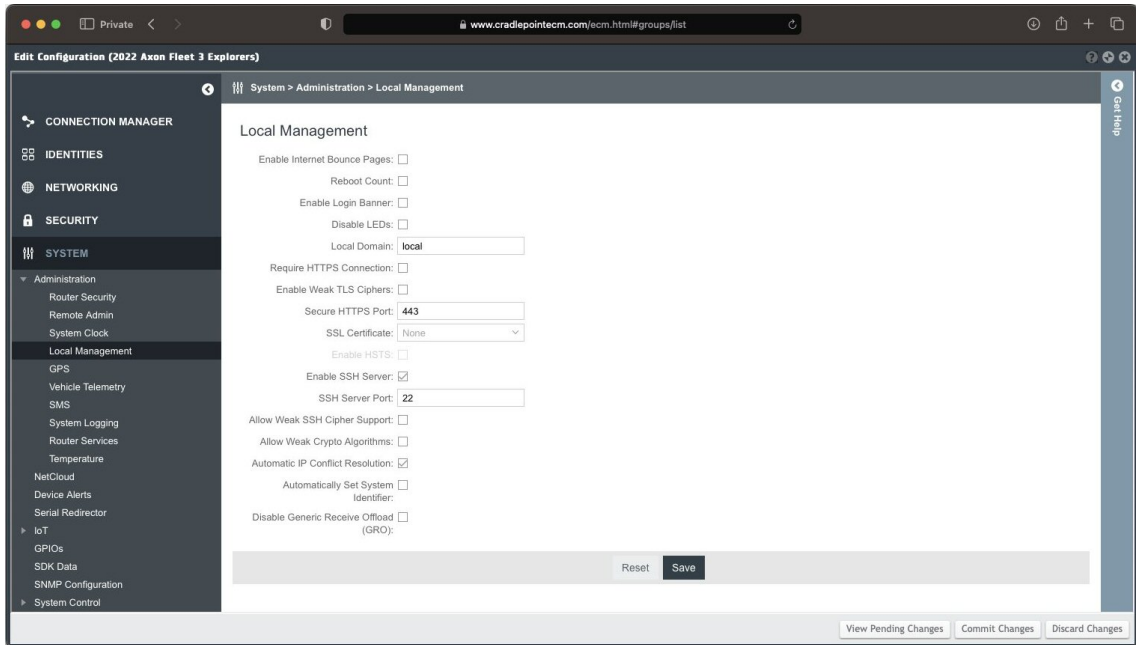 Private
www.cradlepointecm.com/ecm.html#groups/list
Edit Configuration (2022 Axon Fleet 3 Explorers)
System > Administration > Local Management
Get Help
CONNECTION MANAGER
IDENTITIES
NETWORKING
SECURITY
SYSTEM
Administration
Router Security
Remote Admin
System Clock
Local Management
GPS
Vehicle Telemetry
SMS
System Logging
Router Services
Temperature
NetCloud
Device Alerts
Serial Redirector
IoT
GPIOs
SDK Data
SNMP Configuration
System Control
Local Management
Enable Internet Bounce Pages:
Reboot Count:
Enable Login Banner:
Disable LEDs:
Local Domain: local
Require HTTPS Connection:
Enable Weak TLS Ciphers:
Secure HTTPS Port: 443
SSL Certificate: None
Enable HSTS:
Enable SSH Server:
SSH Server Port: 22
Allow Weak SSH Cipher Support:
Allow Weak Crypto Algorithms:
Automatic IP Conflict Resolution:
Automatically Set System
Identifier:
Disable Generic Receive Offload
(GRO):
Reset Save
View Pending Changes Commit Changes Discard Changes